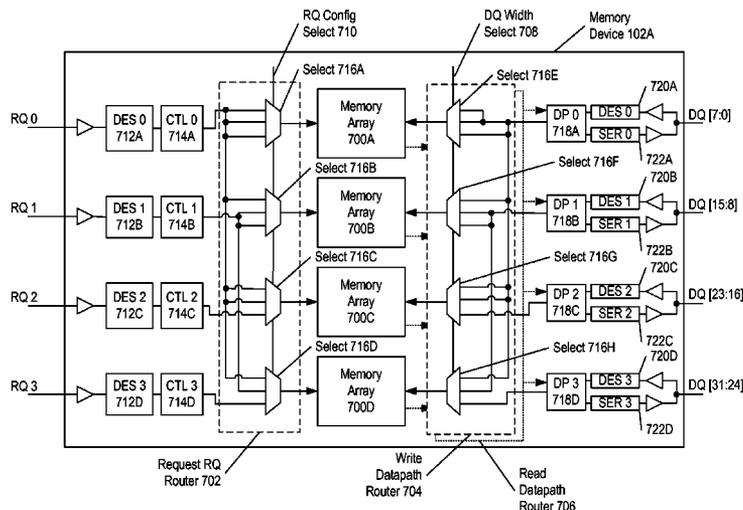 RQ Config
Select 710
DQ Width
Select 708
Memory
Device 102A
Select 716A
Select 716E
720A
RQ 0
DES 0
712A
CTL 0
714A
Memory
Array
700A
DP 0
718A
DES 0
SER 0
DQ [7:0]
722A
Select 716B
Select 716F
720B
RQ 1
DES 1
712B
CTL 1
714B
Memory
Array
700B
DP 1
718B
DES 1
SER 1
DQ [15:8]
722B
Select 716C
Select 716G
720C
RQ 2
DES 2
712C
CTL 2
714C
Memory
Array
700C
DP 2
718C
DES 2
SER 2
DQ [23:16]
722C
Select 716D
Select 716H
720D
RQ 3
DES 3
712D
CTL 3
714D
Memory
Array
700D
DP 3
718D
DES 3
SER 3
DQ [31:24]
722D
Request RQ
Router 702
Write
Datapath
Router 704
Read
Datapath
Router 706